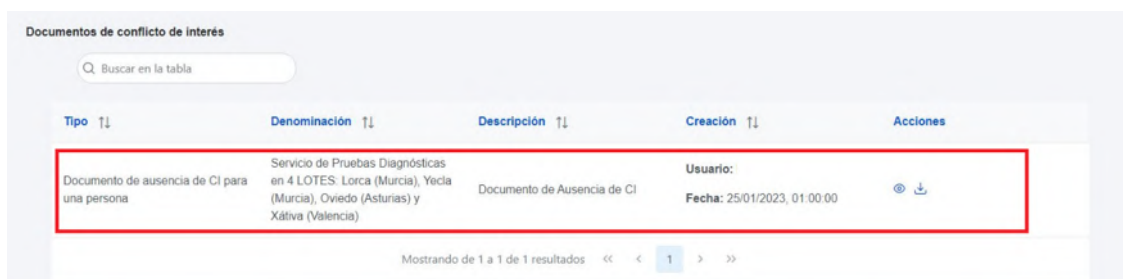 Documentos de conflicto de interés
Buscar en la tabla
Tipo Denominación Descripción Creación Acciones
Documento de ausencia de CI para
una persona
Servicio de Pruebas Diagnósticas
en 4 LOTES: Lorca (Murcia), Yecla
(Murcia), Oviedo (Asturias) y
Xátiva (Valencia)
Documento de Ausencia de CI
Usuario:
Fecha: 25/01/2023, 01:00:00
Mostrando de 1 a 1 de 1 resultados << < 1 > >>